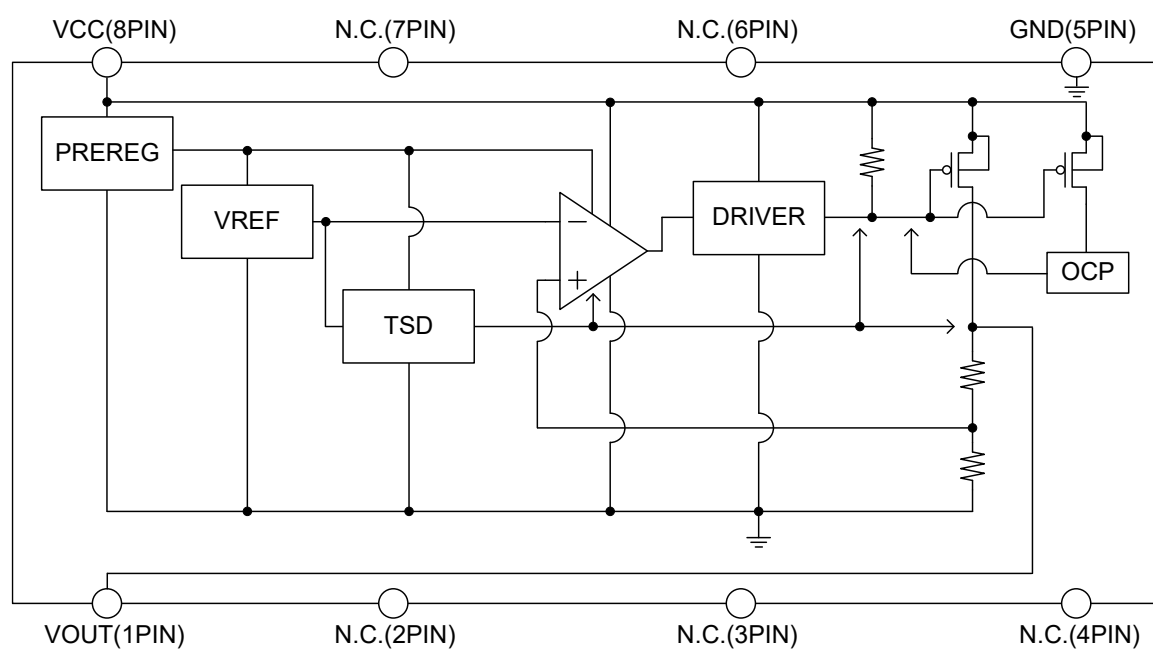 VCC(8PIN)
N.C.(7PIN)
N.C.(6PIN)
GND(5PIN)
PREREG
VREF
DRIVER
OCP
TSD
VOUT(1PIN)
N.C.(2PIN)
N.C.(3PIN)
N.C.(4PIN)